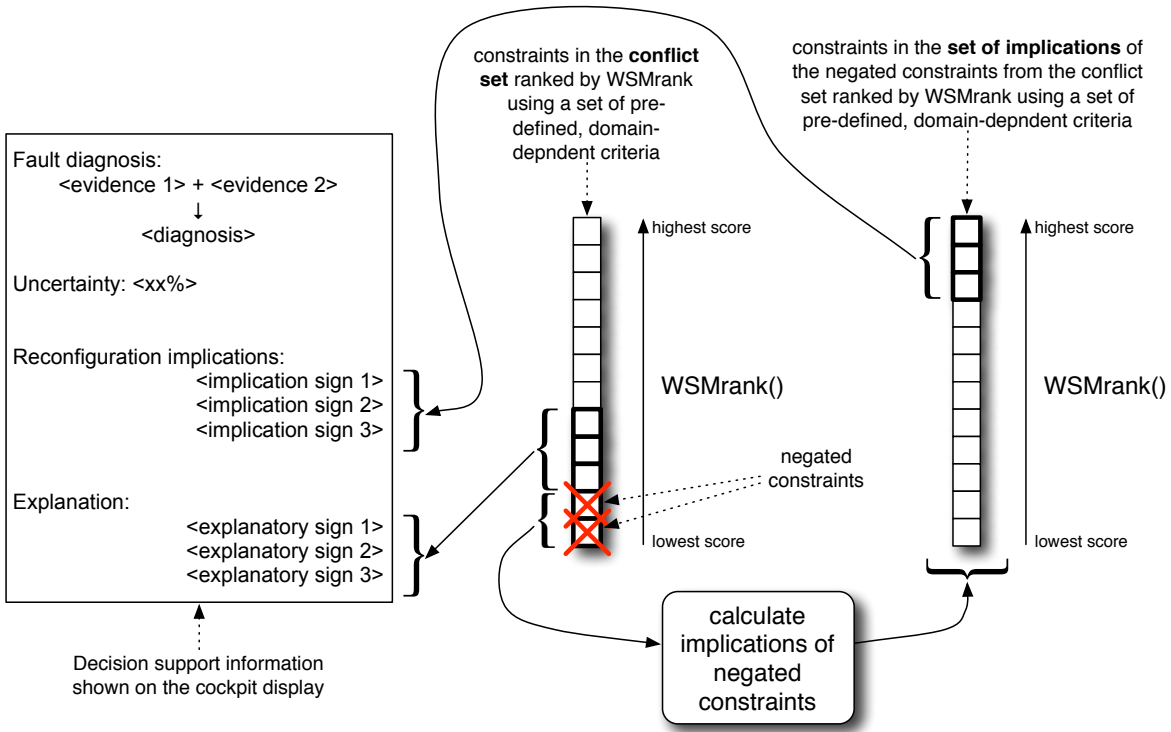 constraints in the conflict
set ranked by WSMrank
using a set of pre-
defined, domain-
depndent criteria
constraints in the set of implications of
the negated constraints from the conflict
set ranked by WSMrank using a set of
pre-defined, domain-depndent criteria
Fault diagnosis:
<evidence 1> + <evidence 2>
↓
<diagnosis>
Uncertainty: <xx%>
Reconfiguration implications:
<implication sign 1>
<implication sign 2>
<implication sign 3>
Explanation:
<explanatory sign 1>
<explanatory sign 2>
<explanatory sign 3>
Decision support information
shown on the cockpit display
highest score
WSMrank()
negated
constraints
lowest score
highest score
WSMrank()
lowest score
calculate
implications of
negated
constraints